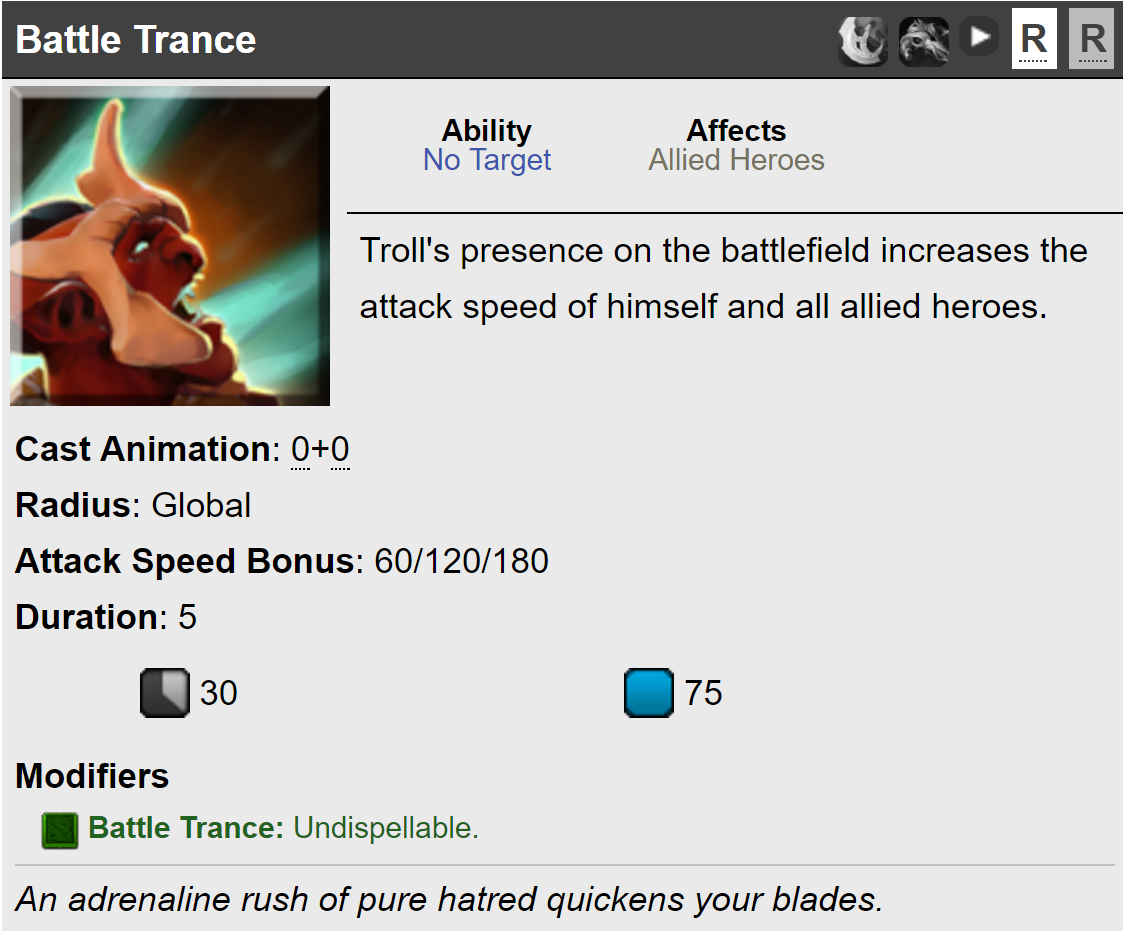 Battle Trance R R
Ability Affects
No Target Allied Heroes
Troll's presence on the battlefield increases the
attack speed of himself and all allied heroes.
Cast Animation: 0+0
Radius: Global
Attack Speed Bonus: 60/120/180
Duration: 5
30 75
Modifiers
Battle Trance: Undispellable.
An adrenaline rush of pure hatred quickens your blades.